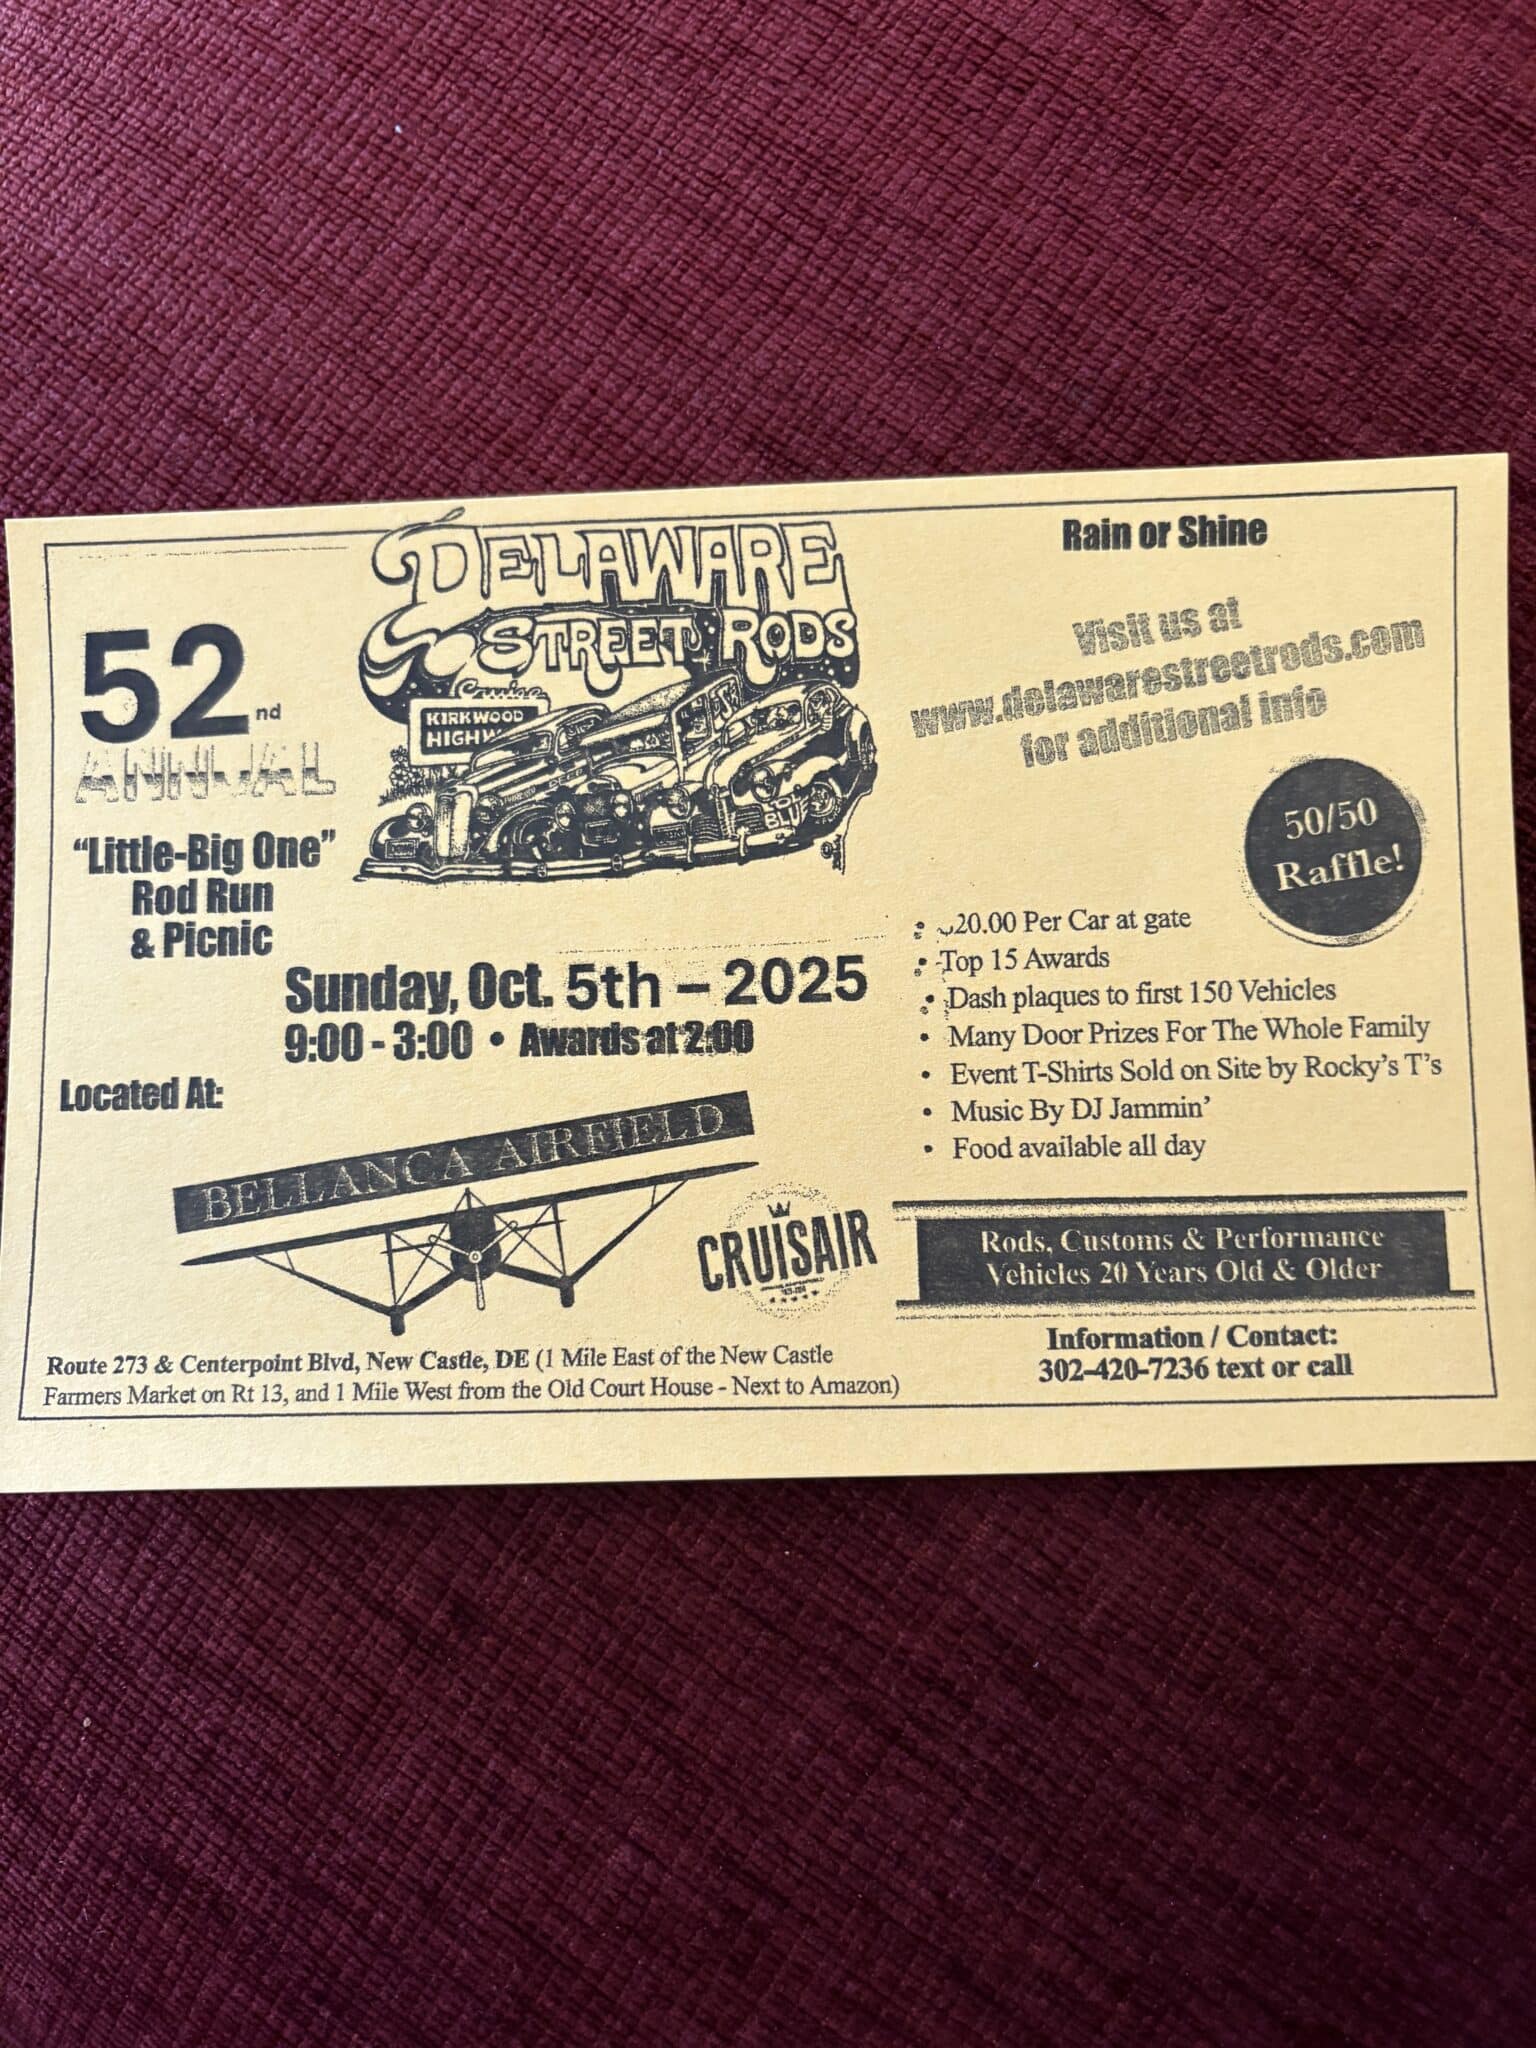 DELAWARE
STREET RODS
Cruise
KIRKWOOD
HIGHW
OL
BLUE
52nd
ANNUAL
"Little-Big One"
Rod Run
& Picnic
Sunday, Oct. 5th – 2025
9:00 - 3:00 • Awards at 2:00
Located At:
BELLANCA AIRFIELD
CRUISAIR
Route 273 & Centerpoint Blvd, New Castle, DE (1 Mile East of the New Castle
Farmers Market on Rt 13, and 1 Mile West from the Old Court House - Next to Amazon)
Rain or Shine
Visit us at
www.delawarestreetrods.com
for additional info
50/50
Raffle!
• 20.00 Per Car at gate
• Top 15 Awards
• Dash plaques to first 150 Vehicles
• Many Door Prizes For The Whole Family
• Event T-Shirts Sold on Site by Rocky's T's
• Music By DJ Jammin'
• Food available all day
Rods, Customs & Performance
Vehicles 20 Years Old & Older
Information / Contact:
302-420-7236 text or call